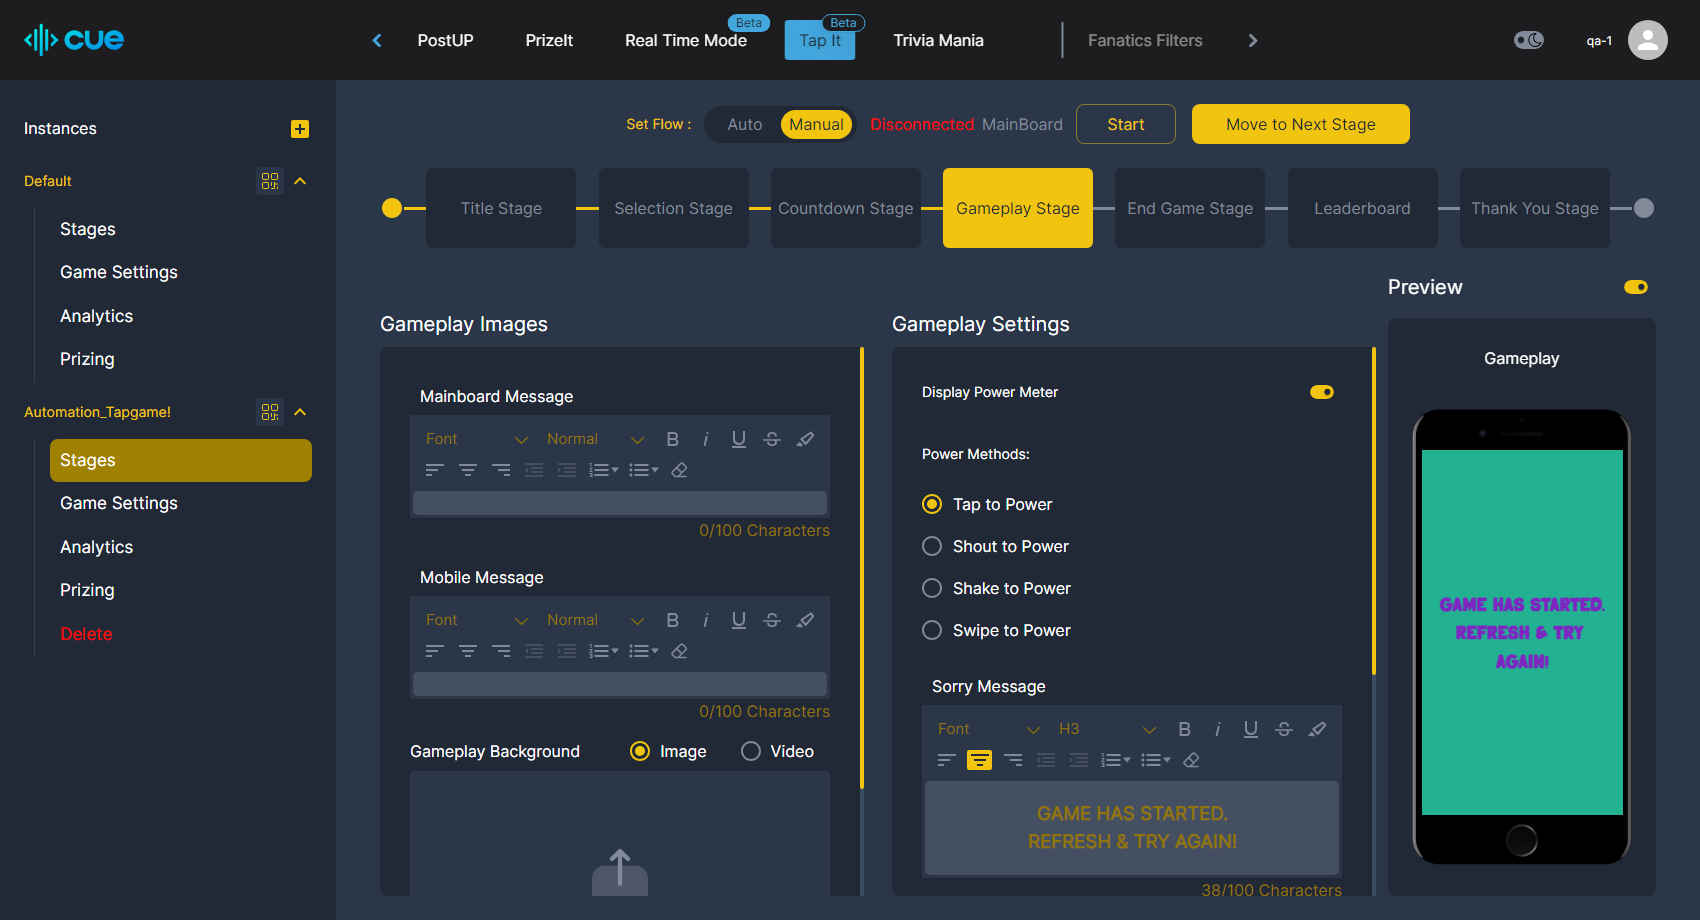 cue
PostUP
Prizelt
Real Time Mode
Beta
Tap It
Beta
Trivia Mania
Fanatics Filters
qa-1
Instances
Default
Stages
Game Settings
Analytics
Prizing
Automation_Tapgame!
Stages
Game Settings
Analytics
Prizing
Delete
Set Flow :
Auto
Manual
Disconnected MainBoard
Start
Move to Next Stage
Title Stage
Selection Stage
Countdown Stage
Gameplay Stage
End Game Stage
Leaderboard
Thank You Stage
Gameplay Images
Mainboard Message
Font
Normal
B
i
U
S
0/100 Characters
Mobile Message
Font
Normal
B
i
U
S
0/100 Characters
Gameplay Background
Image
Video
Gameplay Settings
Display Power Meter
Power Methods:
Tap to Power
Shout to Power
Shake to Power
Swipe to Power
Sorry Message
Font
H3
B
i
U
S
GAME HAS STARTED.
REFRESH & TRY AGAIN!
38/100 Characters
Preview
Gameplay
GAME HAS STARTED.
REFRESH & TRY
AGAIN!